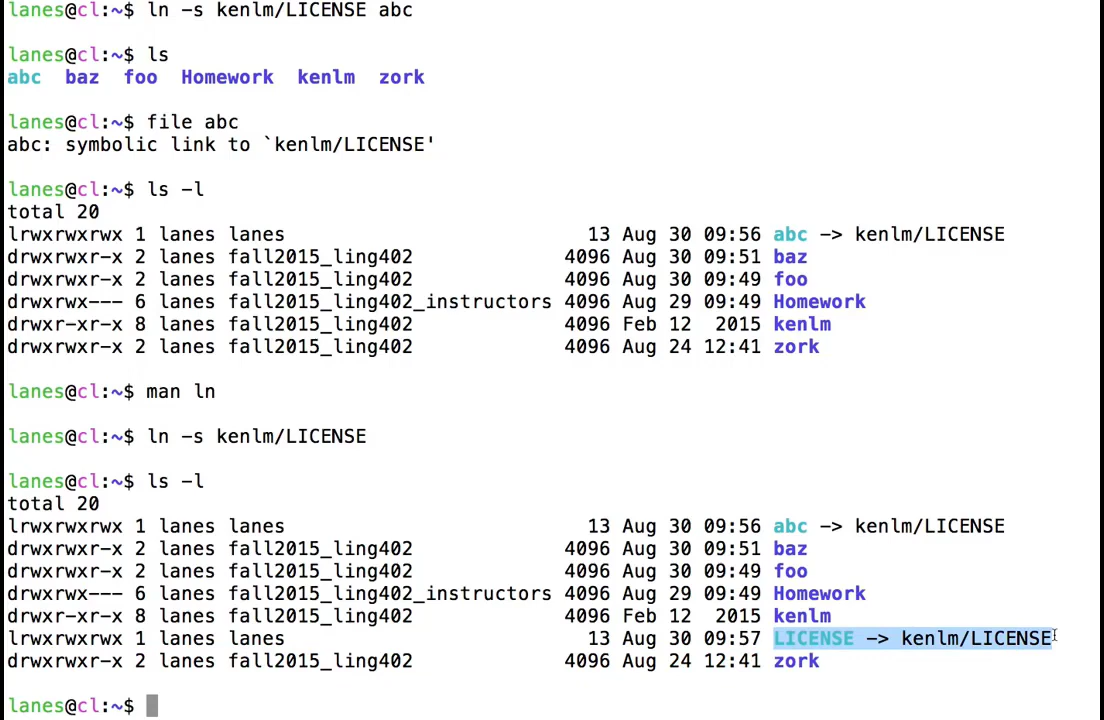 lanes@cl:~$ ln -s kenlm/LICENSE abc
lanes@cl:~$ ls
abc  baz  foo  Homework  kenlm  zork
lanes@cl:~$ file abc
abc: symbolic link to `kenlm/LICENSE'
lanes@cl:~$ ls -l
total 20
lrwxrwxrwx 1 lanes lanes                          13 Aug 30 09:56 abc -> kenlm/LICENSE
drwxrwxr-x 2 lanes fall2015_ling402             4096 Aug 30 09:51 baz
drwxrwxr-x 2 lanes fall2015_ling402             4096 Aug 30 09:49 foo
drwxrwx--- 6 lanes fall2015_ling402_instructors 4096 Aug 29 09:49 Homework
drwxr-xr-x 8 lanes fall2015_ling402             4096 Feb 12  2015 kenlm
drwxrwxr-x 2 lanes fall2015_ling402             4096 Aug 24 12:41 zork
lanes@cl:~$ man ln
lanes@cl:~$ ln -s kenlm/LICENSE
lanes@cl:~$ ls -l
total 20
lrwxrwxrwx 1 lanes lanes                          13 Aug 30 09:56 abc -> kenlm/LICENSE
drwxrwxr-x 2 lanes fall2015_ling402             4096 Aug 30 09:51 baz
drwxrwxr-x 2 lanes fall2015_ling402             4096 Aug 30 09:49 foo
drwxrwx--- 6 lanes fall2015_ling402_instructors 4096 Aug 29 09:49 Homework
drwxr-xr-x 8 lanes fall2015_ling402             4096 Feb 12  2015 kenlm
lrwxrwxrwx 1 lanes lanes                          13 Aug 30 09:57 LICENSE -> kenlm/LICENSE
drwxrwxr-x 2 lanes fall2015_ling402             4096 Aug 24 12:41 zork
lanes@cl:~$